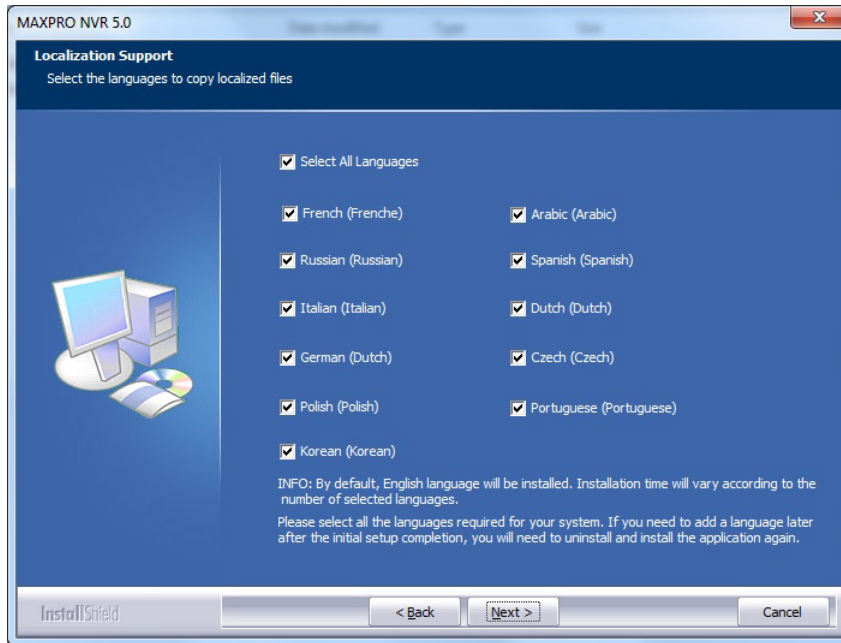 MAXPRO NVR 5.0
Date modified Type Size
Localization Support
Select the languages to copy localized files
Select All Languages
French (Frenche) Arabic (Arabic)
Russian (Russian) Spanish (Spanish)
Italian (Italian) Dutch (Dutch)
German (Dutch) Czech (Czech)
Polish (Polish) Portuguese (Portuguese)
Korean (Korean)
INFO: By default, English language will be installed. Installation time will vary according to the
number of selected languages.
Please select all the languages required for your system. If you need to add a language later
after the initial setup completion, you will need to uninstall and install the application again.
InstallShield < Back Next > Cancel